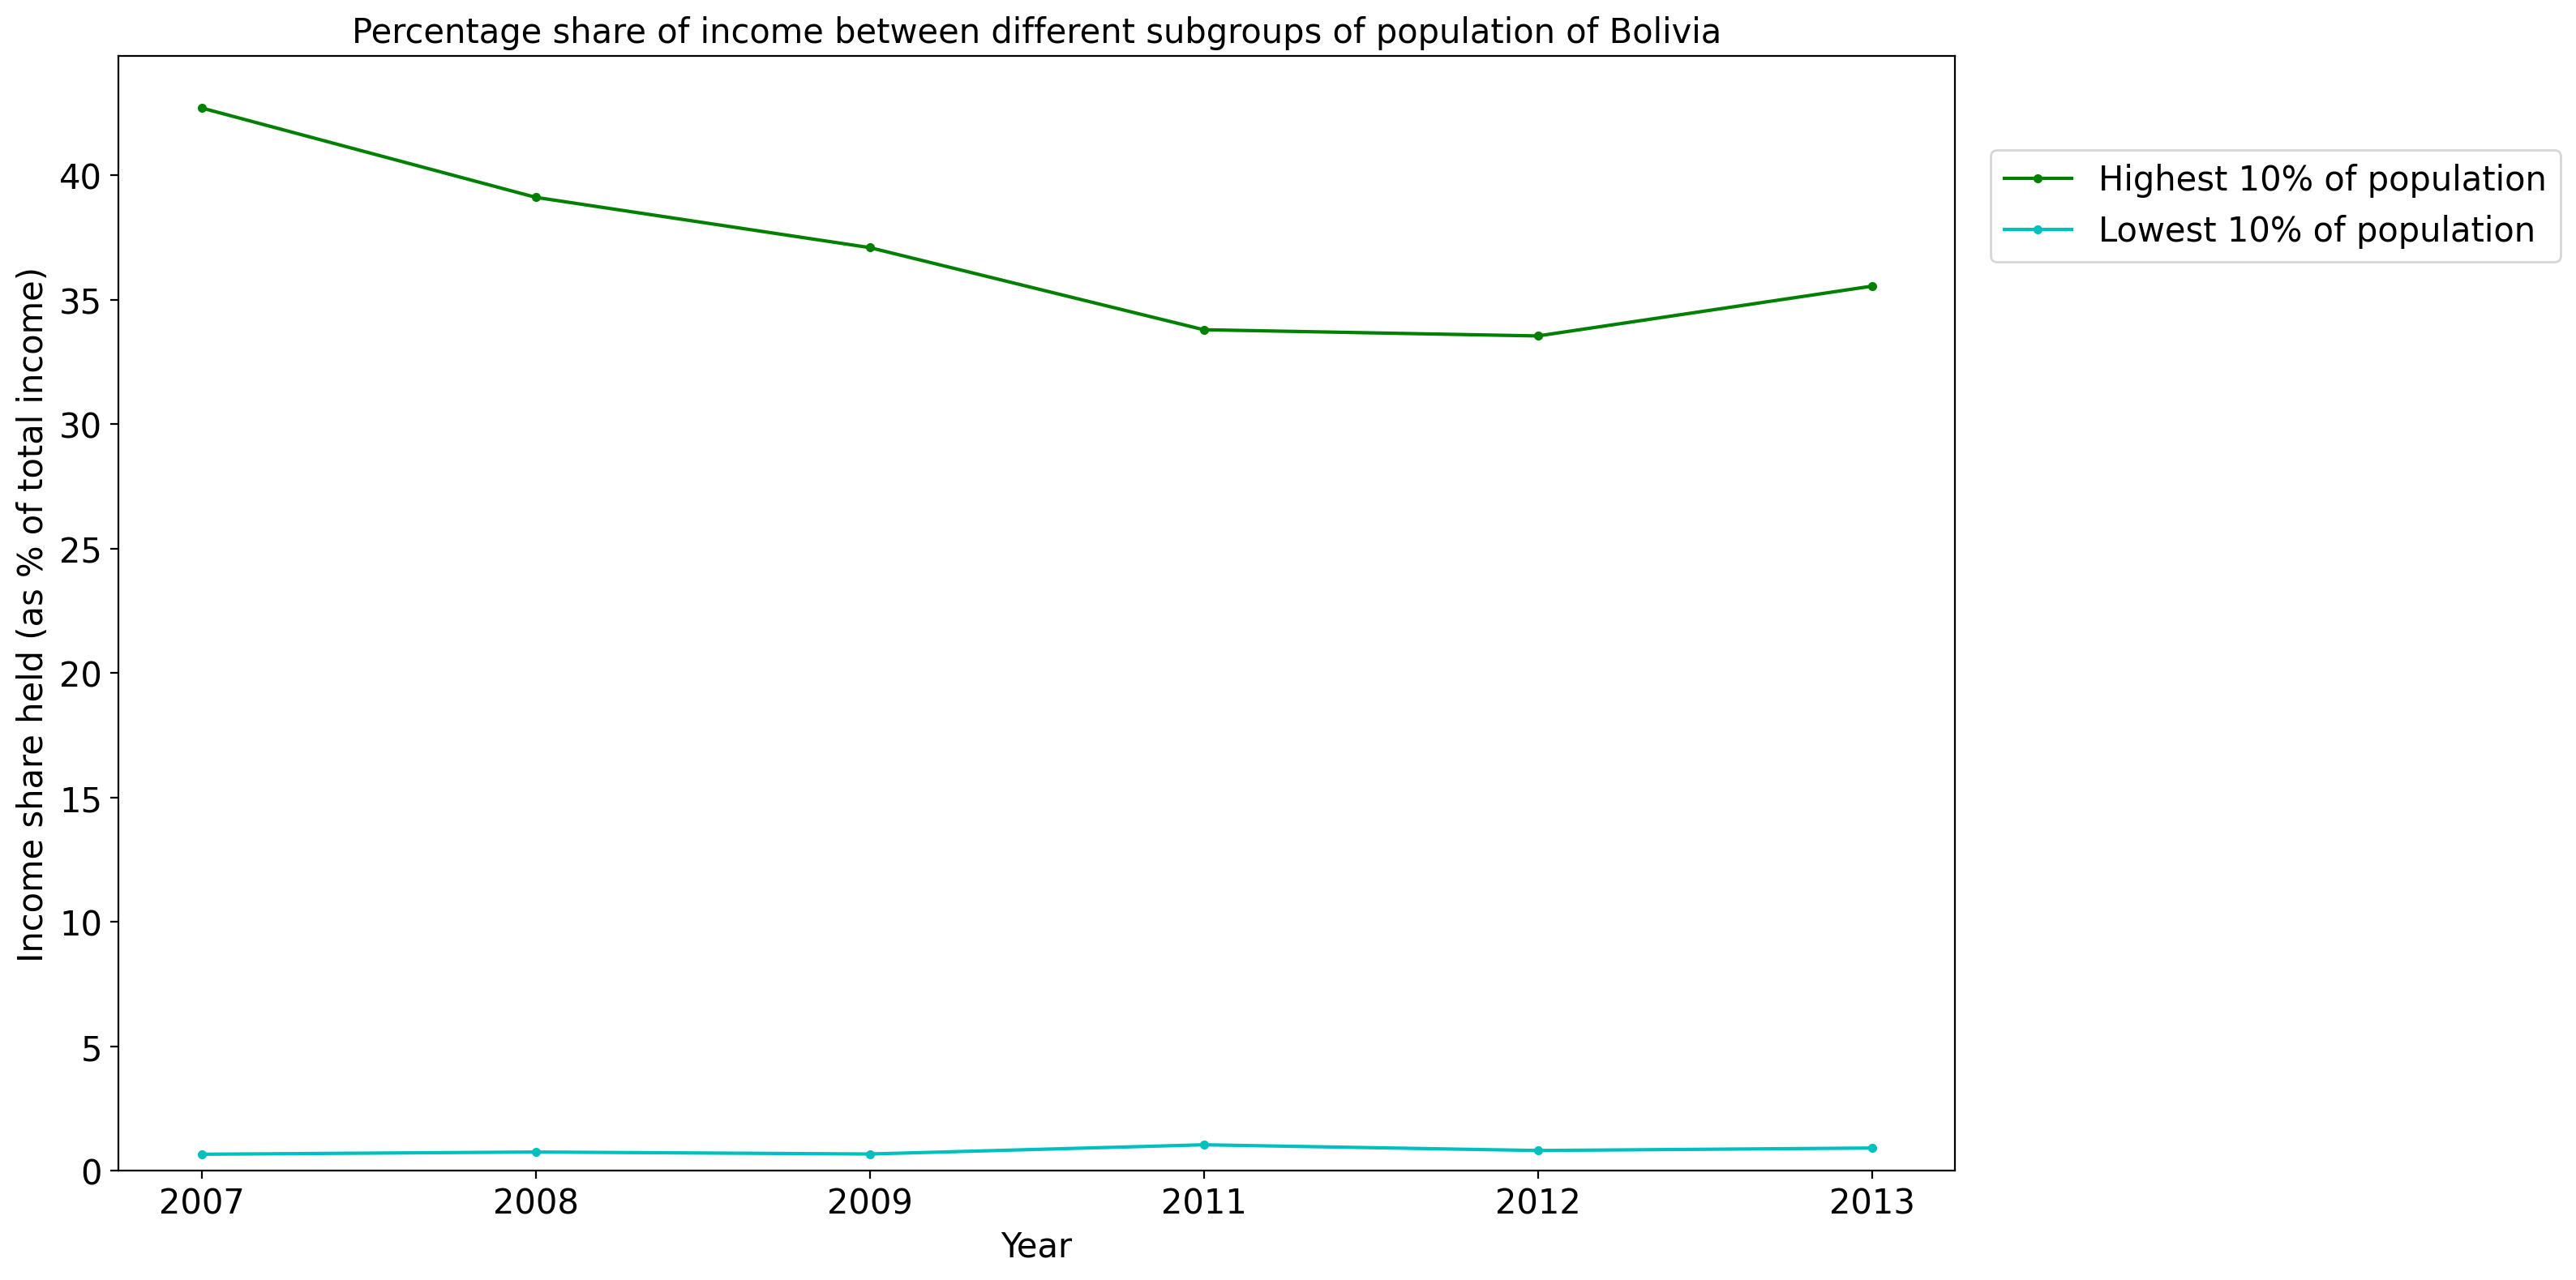 Percentage share of income between different subgroups of population of Bolivia
Income share held (as % of total income)
40
35
30
25
20
15
10
5
0
2007 2008 2009 2011 2012 2013
Year
Highest 10% of population
Lowest 10% of population